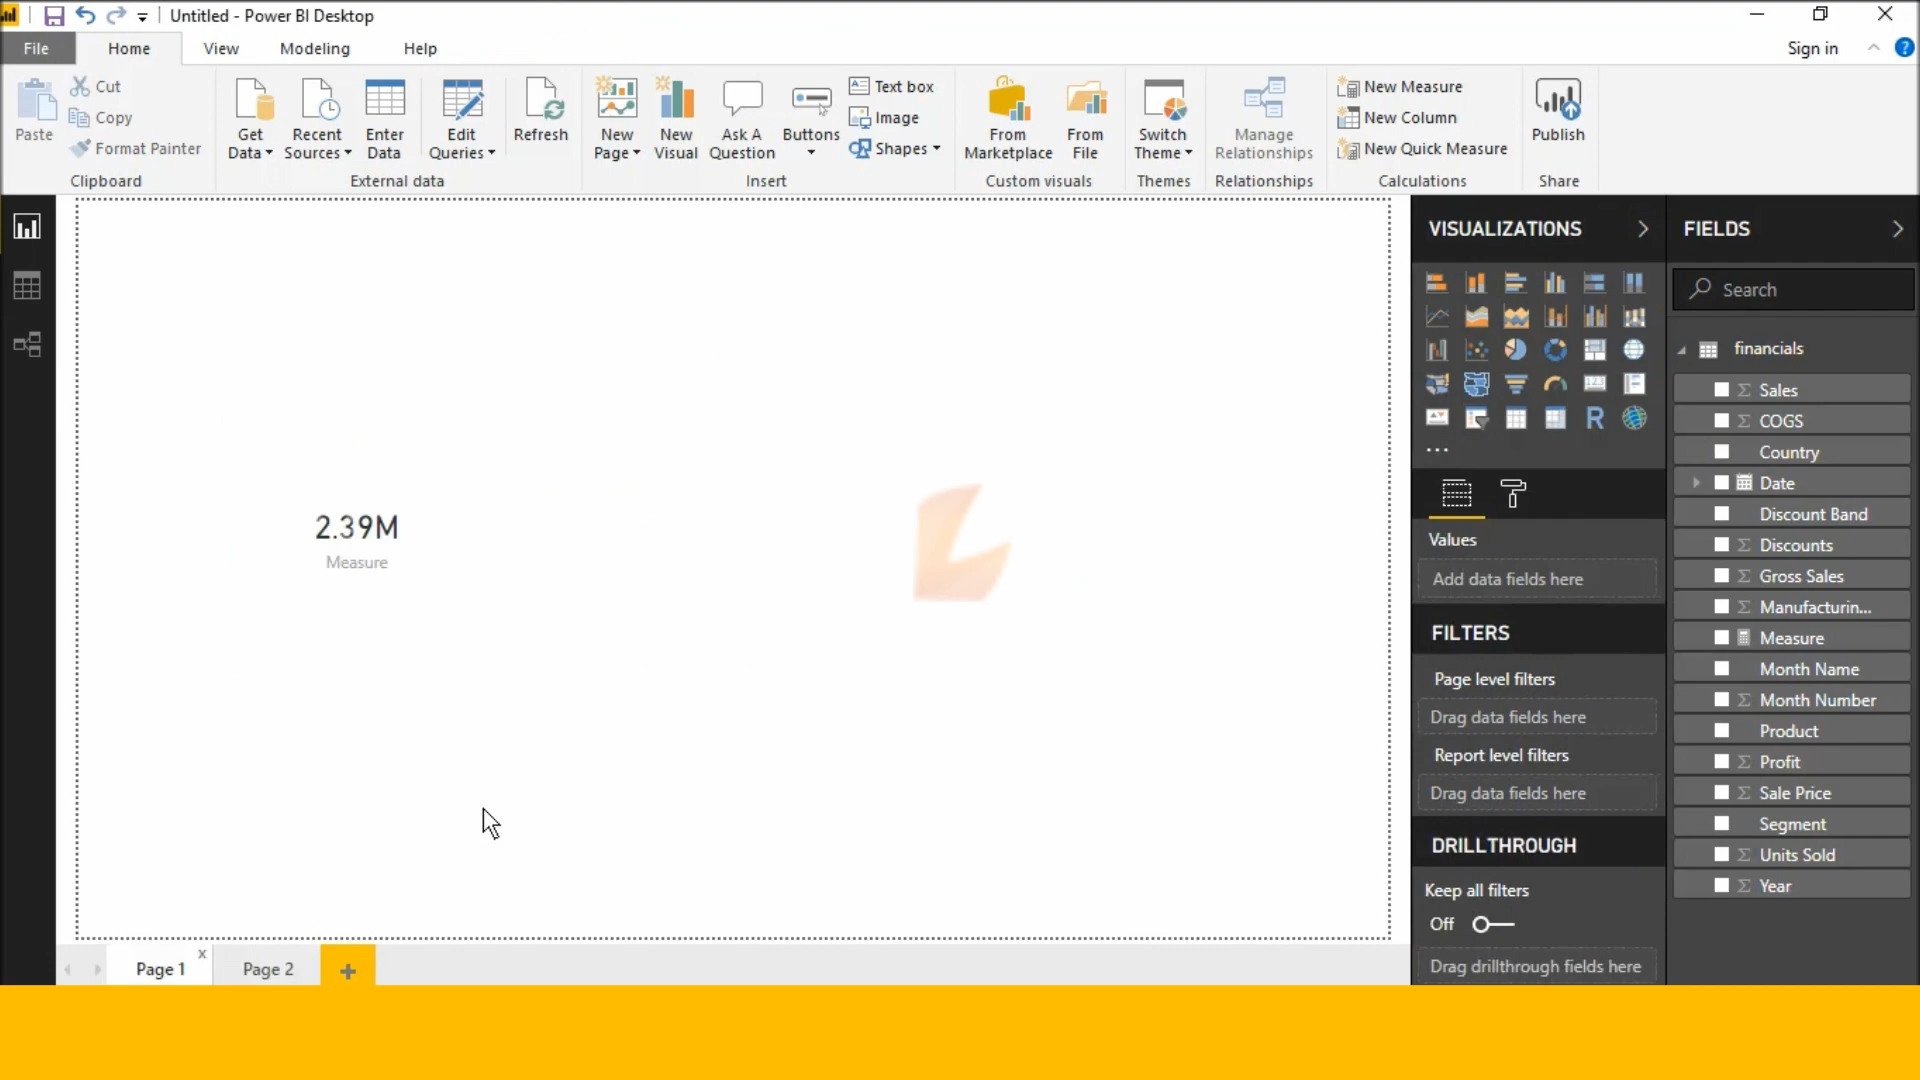 Untitled - Power BI Desktop
File Home View Modeling Help Sign in ?
Paste
Cut
Copy
Format Painter
Clipboard
Get Data
Recent Sources
Enter Data
Edit Queries
Refresh
External data
New Page
New Visual
Ask A Question
Buttons
Text box
Image
Shapes
Insert
From Marketplace
From File
Custom visuals
Switch Theme
Themes
Manage Relationships
Relationships
New Measure
New Column
New Quick Measure
Calculations
Publish
Share
2.39M
Measure
Page 1 x
Page 2
+
VISUALIZATIONS
R
...
Values
Add data fields here
FILTERS
Page level filters
Drag data fields here
Report level filters
Drag data fields here
DRILLTHROUGH
Keep all filters
Off
Drag drillthrough fields here
FIELDS
Search
financials
Σ Sales
Σ COGS
Country
Date
Discount Band
Σ Discounts
Σ Gross Sales
Σ Manufacturin...
Measure
Month Name
Σ Month Number
Product
Σ Profit
Σ Sale Price
Segment
Σ Units Sold
Σ Year